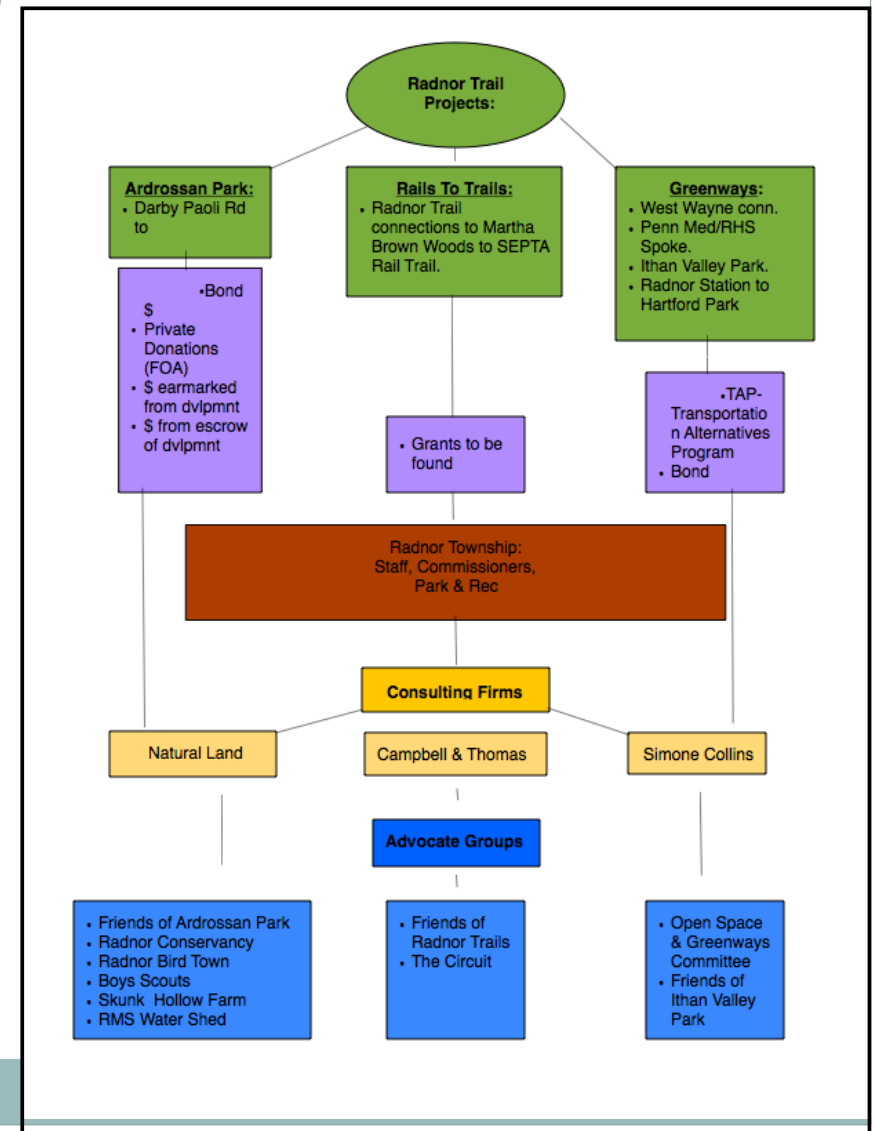 Radnor Trail
Projects:
Ardrossan Park:
• Darby Paoli Rd
to
Rails To Trails:
• Radnor Trail
connections to Martha
Brown Woods to SEPTA
Rail Trail.
Greenways:
• West Wayne conn.
• Penn Med/RHS
Spoke.
• Ithan Valley Park.
• Radnor Station to
Hartford Park
•Bond
$
• Private
Donations
(FOA)
• $ earmarked
from dvlpmnt
• $ from escrow
of dvlpmnt
• Grants to be
found
•TAP-
Transportatio
n Alternatives
Program
• Bond
Radnor Township:
Staff, Commissioners,
Park & Rec
Consulting Firms
Natural Land
Campbell & Thomas
Simone Collins
Advocate Groups
• Friends of Ardrossan Park
• Radnor Conservancy
• Radnor Bird Town
• Boys Scouts
• Skunk Hollow Farm
• RMS Water Shed
• Friends of
Radnor Trails
• The Circuit
• Open Space
& Greenways
Committee
• Friends of
Ithan Valley
Park